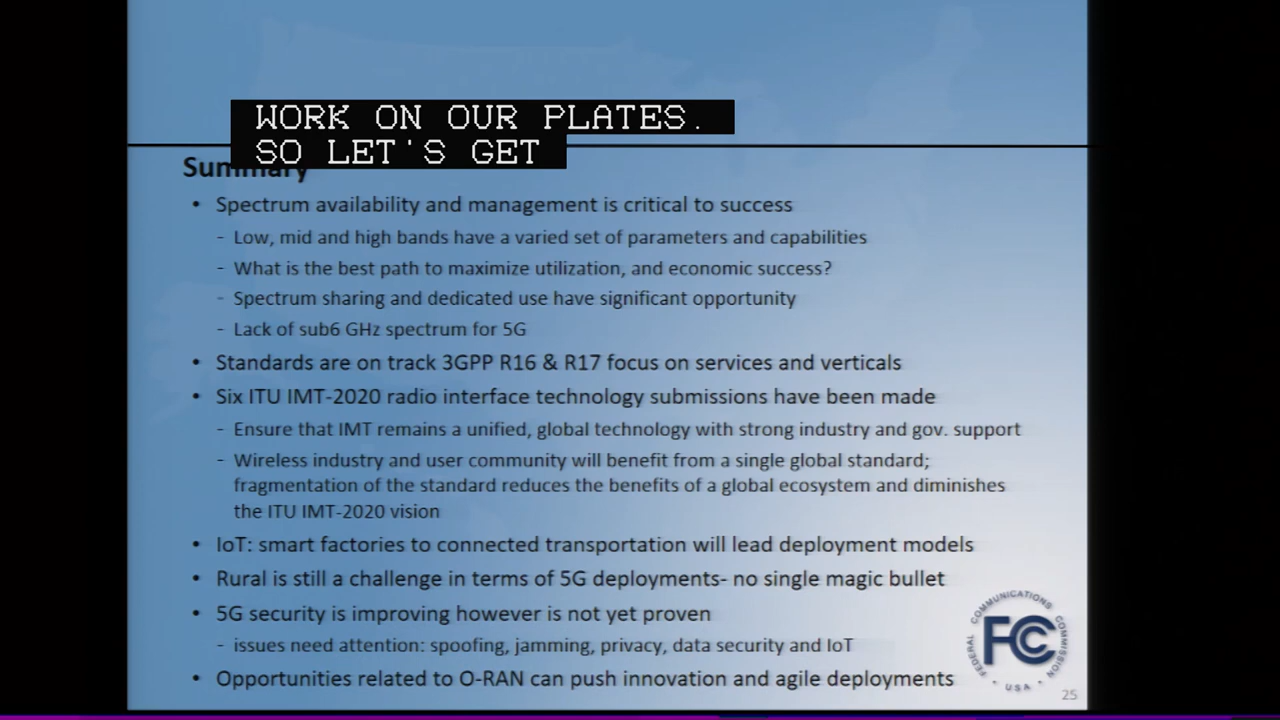 WORK ON OUR PLATES.
SO LET'S GET
Summary
• Spectrum availability and management is critical to success
- Low, mid and high bands have a varied set of parameters and capabilities
- What is the best path to maximize utilization, and economic success?
- Spectrum sharing and dedicated use have significant opportunity
- Lack of sub6 GHz spectrum for 5G
• Standards are on track 3GPP R16 & R17 focus on services and verticals
• Six ITU IMT-2020 radio interface technology submissions have been made
- Ensure that IMT remains a unified, global technology with strong industry and gov. support
- Wireless industry and user community will benefit from a single global standard;
fragmentation of the standard reduces the benefits of a global ecosystem and diminishes
the ITU IMT-2020 vision
• IoT: smart factories to connected transportation will lead deployment models
• Rural is still a challenge in terms of 5G deployments- no single magic bullet
• 5G security is improving however is not yet proven
- issues need attention: spoofing, jamming, privacy, data security and IoT
• Opportunities related to O-RAN can push innovation and agile deployments
FEDERAL COMMUNICATIONS COMMISSION
FCC
• USA •
25